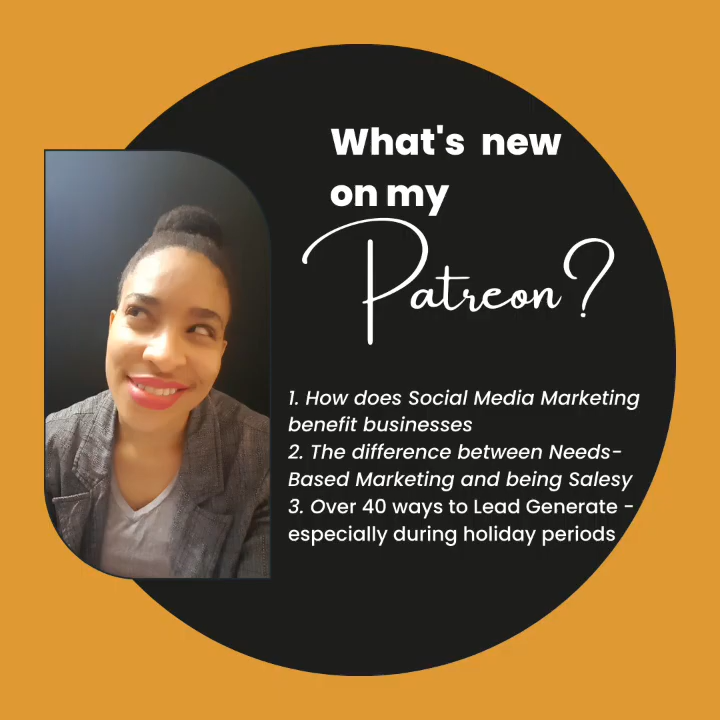 What's new
on my
Patreon?
1. How does Social Media Marketing
benefit businesses
2. The difference between Needs-
Based Marketing and being Salesy
3. Over 40 ways to Lead Generate -
especially during holiday periods